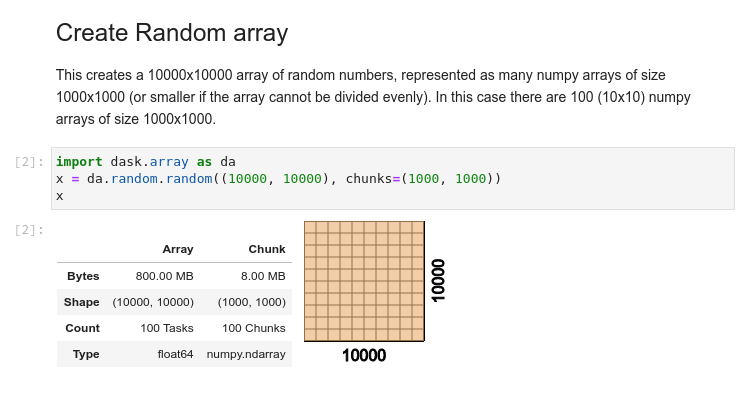 Create Random array
This creates a 10000x10000 array of random numbers, represented as many numpy arrays of size
1000x1000 (or smaller if the array cannot be divided evenly). In this case there are 100 (10x10) numpy
arrays of size 1000x1000.
[2]: import dask.array as da
x = da.random.random((10000, 10000), chunks=(1000, 1000))
x
[2]:
Array Chunk
Bytes 800.00 MB 8.00 MB
Shape (10000, 10000) (1000, 1000)
Count 100 Tasks 100 Chunks
Type float64 numpy.ndarray
10000
10000